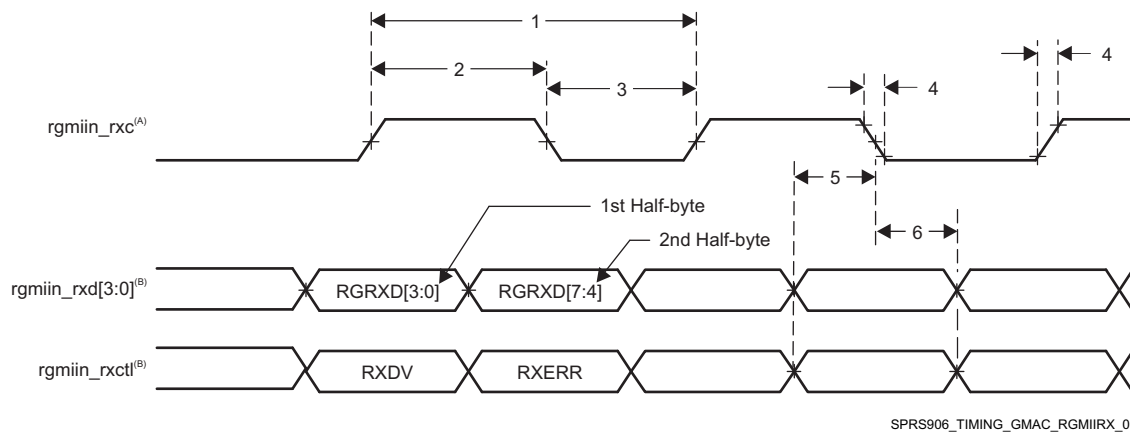 1
2
3
4
4
rgmiin_rxc(A)
5
1st Half-byte
6
2nd Half-byte
rgmiin_rxd[3:0](B)
RGRXD[3:0]
RGRXD[7:4]
rgmiin_rxctl(B)
RXDV
RXERR
SPRS906_TIMING_GMAC_RGMIIRX_0